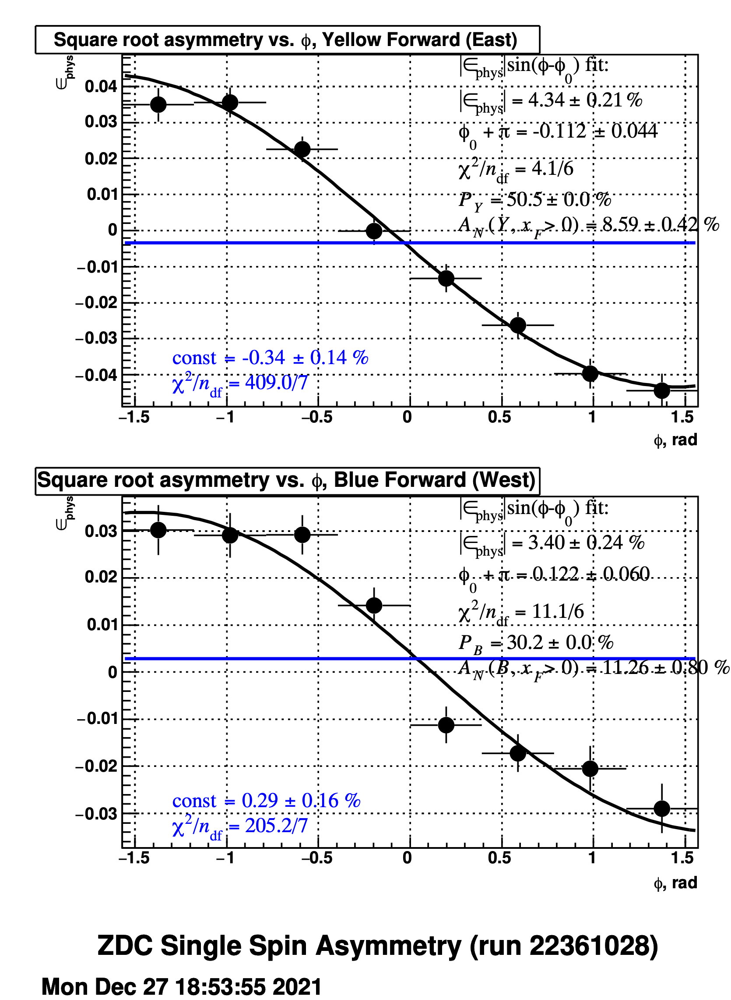 Square root asymmetry vs. ϕ, Yellow Forward (East)
∈phys
|∈phys|sin(ϕ-ϕ0) fit:
|∈phys| = 4.34 ± 0.21 %
ϕ0 + π = -0.112 ± 0.044
χ2/ndf = 4.1/6
PY = 50.5 ± 0.0 %
AN (Y, xF > 0) = 8.59 ± 0.42 %
0.04
0.03
0.02
0.01
0
−0.01
−0.02
−0.03
−0.04
const = -0.34 ± 0.14 %
χ2/ndf = 409.0/7
−1.5 −1 −0.5 0 0.5 1 1.5
ϕ, rad
Square root asymmetry vs. ϕ, Blue Forward (West)
∈phys
|∈phys|sin(ϕ-ϕ0) fit:
|∈phys| = 3.40 ± 0.24 %
ϕ0 + π = 0.122 ± 0.060
χ2/ndf = 11.1/6
PB = 30.2 ± 0.0 %
AN (B, xF > 0) = 11.26 ± 0.80 %
0.03
0.02
0.01
0
−0.01
−0.02
−0.03
const = 0.29 ± 0.16 %
χ2/ndf = 205.2/7
−1.5 −1 −0.5 0 0.5 1 1.5
ϕ, rad
ZDC Single Spin Asymmetry (run 22361028)
Mon Dec 27 18:53:55 2021